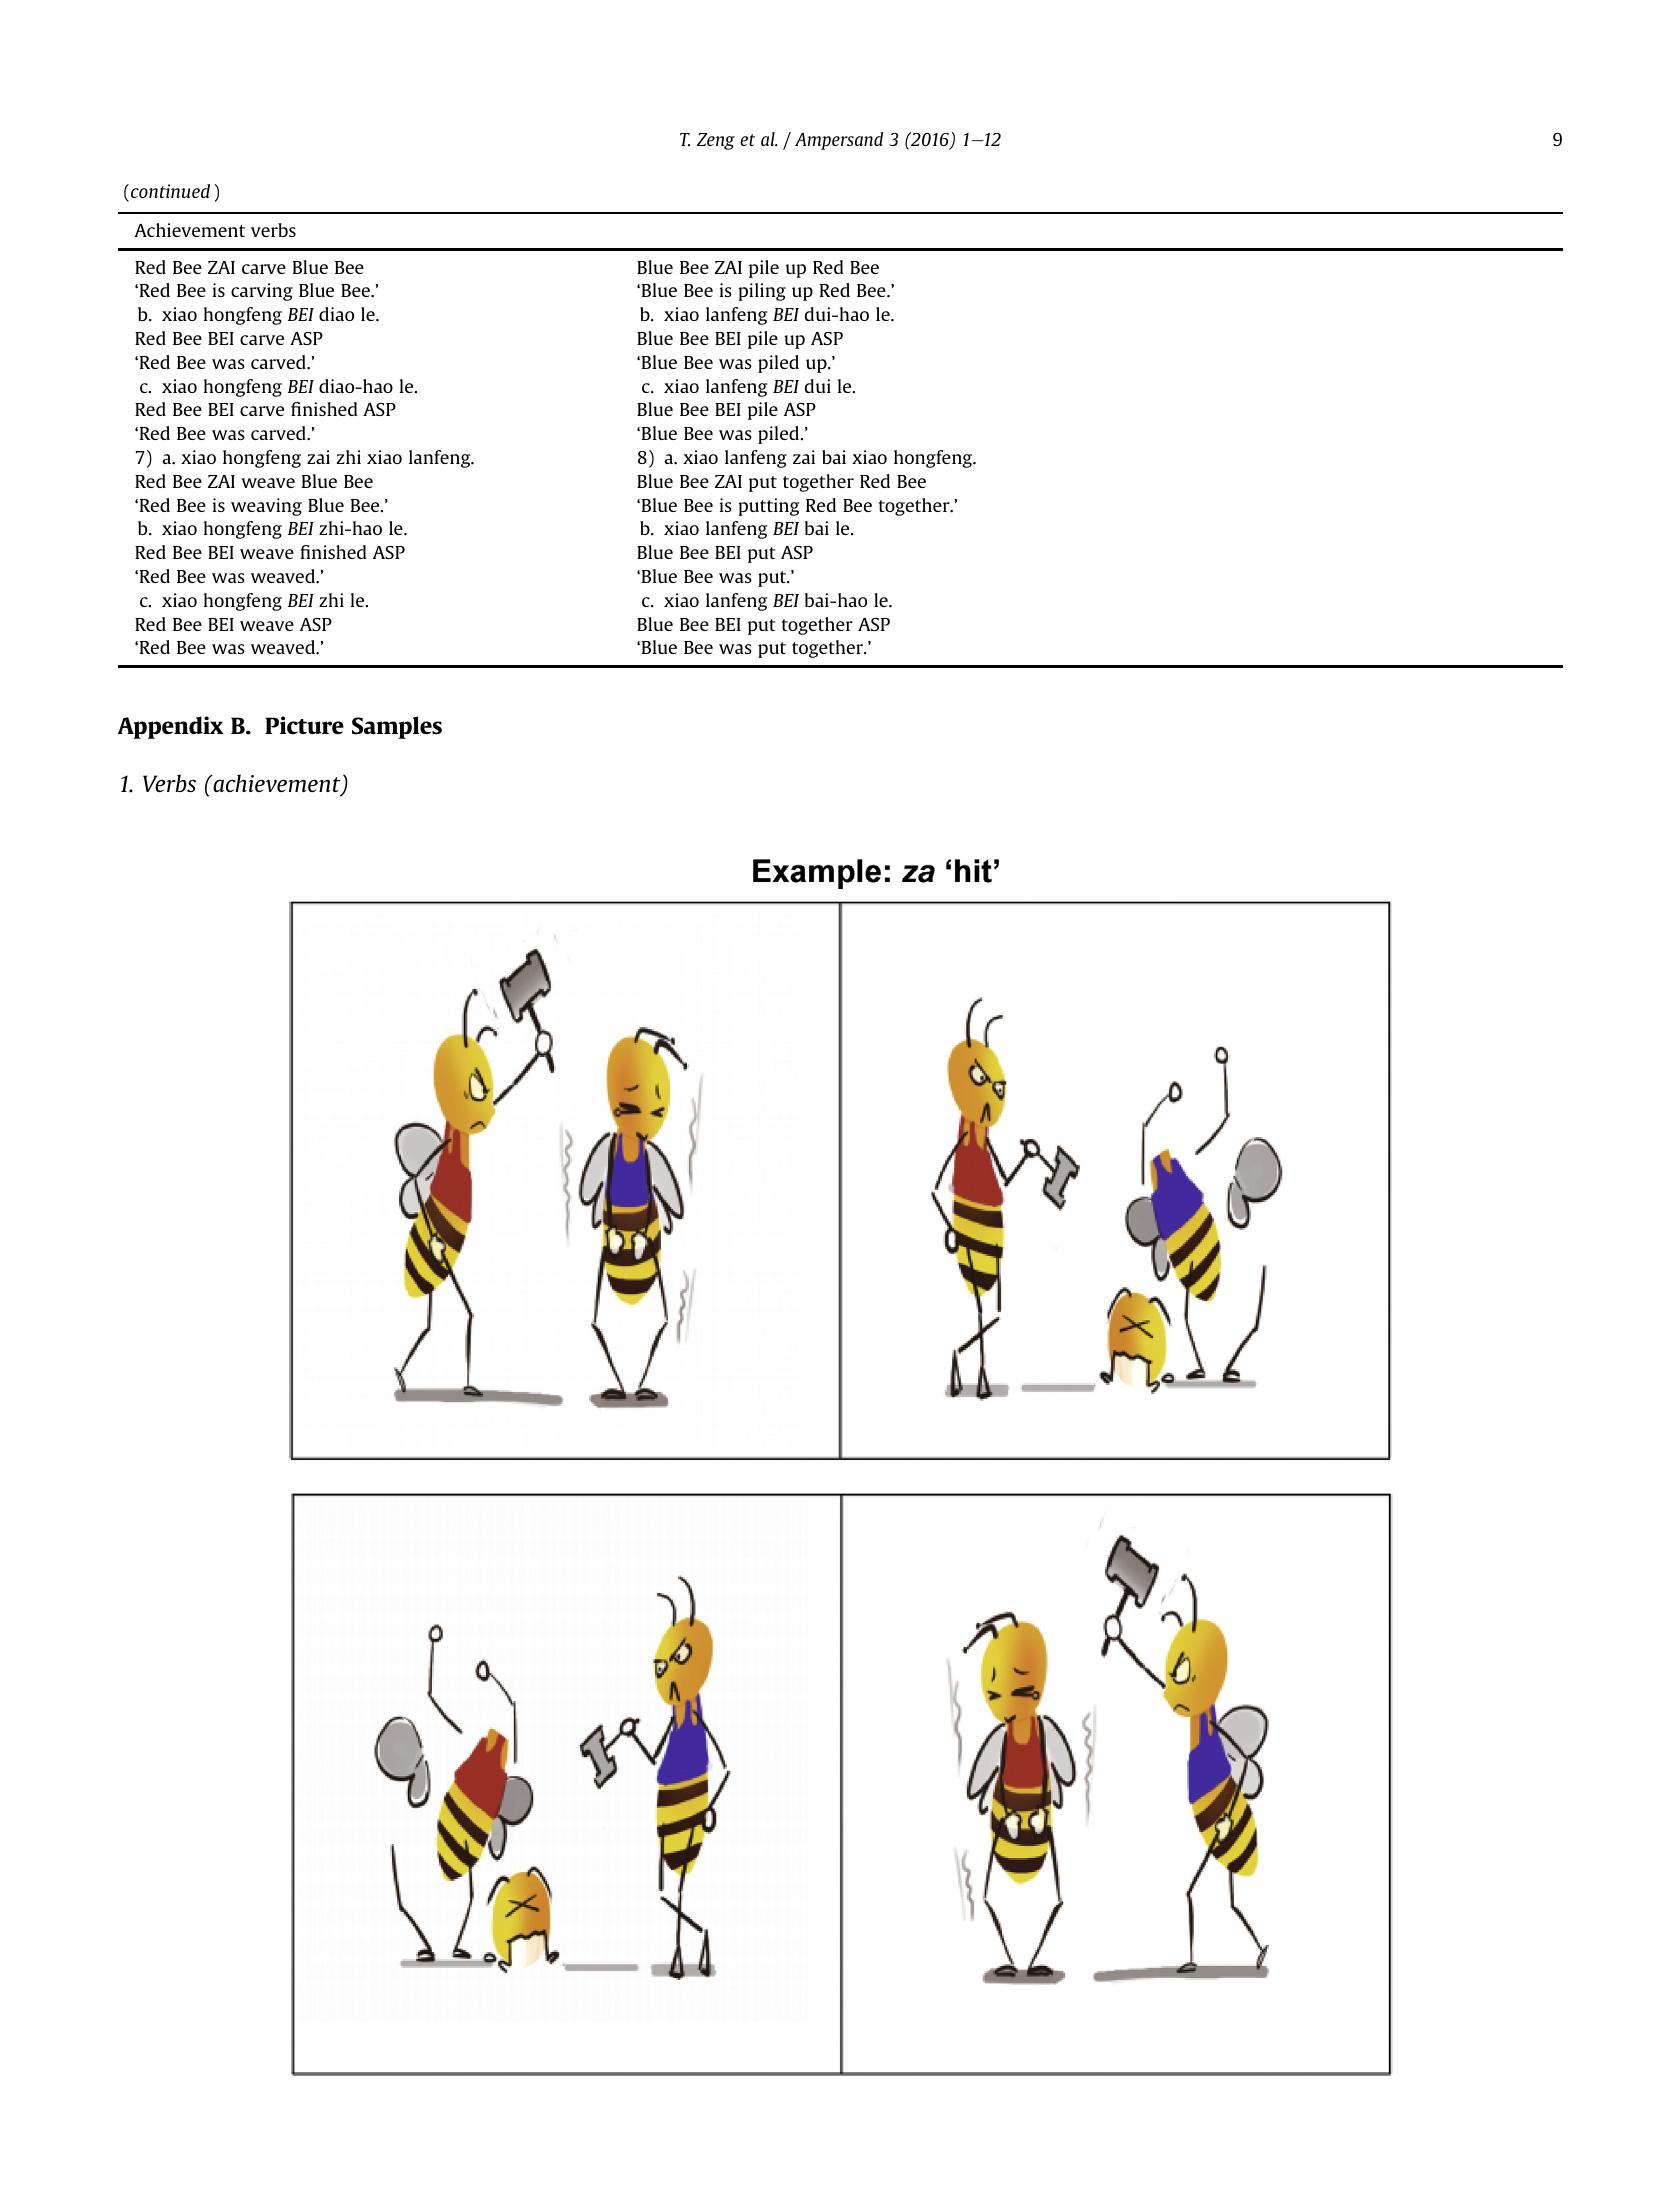 T. Zeng et al. / Ampersand 3 (2016) 1–12
9
(continued)
Achievement verbs
Red Bee ZAI carve Blue Bee
‘Red Bee is carving Blue Bee.’
b. xiao hongfeng BEI diao le.
Red Bee BEI carve ASP
‘Red Bee was carved.’
c. xiao hongfeng BEI diao-hao le.
Red Bee BEI carve finished ASP
‘Red Bee was carved.’
7) a. xiao hongfeng zai zhi xiao lanfeng.
Red Bee ZAI weave Blue Bee
‘Red Bee is weaving Blue Bee.’
b. xiao hongfeng BEI zhi-hao le.
Red Bee BEI weave finished ASP
‘Red Bee was weaved.’
c. xiao hongfeng BEI zhi le.
Red Bee BEI weave ASP
‘Red Bee was weaved.’
Blue Bee ZAI pile up Red Bee
‘Blue Bee is piling up Red Bee.’
b. xiao lanfeng BEI dui-hao le.
Blue Bee BEI pile up ASP
‘Blue Bee was piled up.’
c. xiao lanfeng BEI dui le.
Blue Bee BEI pile ASP
‘Blue Bee was piled.’
8) a. xiao lanfeng zai bai xiao hongfeng.
Blue Bee ZAI put together Red Bee
‘Blue Bee is putting Red Bee together.’
b. xiao lanfeng BEI bai le.
Blue Bee BEI put ASP
‘Blue Bee was put.’
c. xiao lanfeng BEI bai-hao le.
Blue Bee BEI put together ASP
‘Blue Bee was put together.’
Appendix B. Picture Samples
1. Verbs (achievement)
Example: za ‘hit’